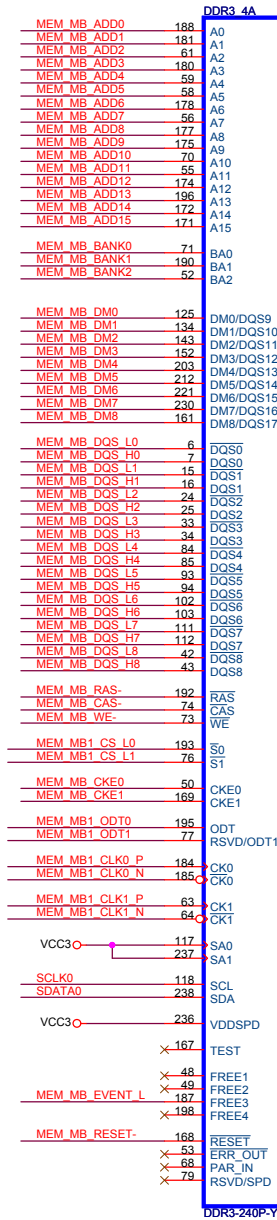 DDR3_4A
MEM_MB_ADD0 188 A0
MEM_MB_ADD1 181 A1
MEM_MB_ADD2 61 A2
MEM_MB_ADD3 180 A3
MEM_MB_ADD4 59 A4
MEM_MB_ADD5 58 A5
MEM_MB_ADD6 178 A6
MEM_MB_ADD7 56 A7
MEM_MB_ADD8 177 A8
MEM_MB_ADD9 175 A9
MEM_MB_ADD10 70 A10
MEM_MB_ADD11 55 A11
MEM_MB_ADD12 174 A12
MEM_MB_ADD13 196 A13
MEM_MB_ADD14 172 A14
MEM_MB_ADD15 171 A15
MEM_MB_BANK0 71 BA0
MEM_MB_BANK1 190 BA1
MEM_MB_BANK2 52 BA2
MEM_MB_DM0 125 DM0/DQS9
MEM_MB_DM1 134 DM1/DQS10
MEM_MB_DM2 143 DM2/DQS11
MEM_MB_DM3 152 DM3/DQS12
MEM_MB_DM4 203 DM4/DQS13
MEM_MB_DM5 212 DM5/DQS14
MEM_MB_DM6 221 DM6/DQS15
MEM_MB_DM7 230 DM7/DQS16
MEM_MB_DM8 161 DM8/DQS17
MEM_MB_DQS_L0 6 DQS0
MEM_MB_DQS_H0 7 DQS0
MEM_MB_DQS_L1 15 DQS1
MEM_MB_DQS_H1 16 DQS1
MEM_MB_DQS_L2 24 DQS2
MEM_MB_DQS_H2 25 DQS2
MEM_MB_DQS_L3 33 DQS3
MEM_MB_DQS_H3 34 DQS3
MEM_MB_DQS_L4 84 DQS4
MEM_MB_DQS_H4 85 DQS4
MEM_MB_DQS_L5 93 DQS5
MEM_MB_DQS_H5 94 DQS5
MEM_MB_DQS_L6 102 DQS6
MEM_MB_DQS_H6 103 DQS6
MEM_MB_DQS_L7 111 DQS7
MEM_MB_DQS_H7 112 DQS7
MEM_MB_DQS_L8 42 DQS8
MEM_MB_DQS_H8 43 DQS8
MEM_MB_RAS- 192 RAS
MEM_MB_CAS- 74 CAS
MEM_MB_WE- 73 WE
MEM_MB1_CS_L0 193 S0
MEM_MB1_CS_L1 76 S1
MEM_MB_CKE0 50 CKE0
MEM_MB_CKE1 169 CKE1
MEM_MB1_ODT0 195 ODT
MEM_MB1_ODT1 77 RSVD/ODT1
MEM_MB1_CLK0_P 184 CK0
MEM_MB1_CLK0_N 185 CK0
MEM_MB1_CLK1_P 63 CK1
MEM_MB1_CLK1_N 64 CK1
VCC3 117 SA0
237 SA1
SCLK0 118 SCL
SDATA0 238 SDA
VCC3 236 VDDSPD
167 TEST
48 FREE1
49 FREE2
MEM_MB_EVENT_L 187 FREE3
198 FREE4
MEM_MB_RESET- 168 RESET
53 ERR_OUT
68 PAR_IN
79 RSVD/SPD
DDR3-240P-Y